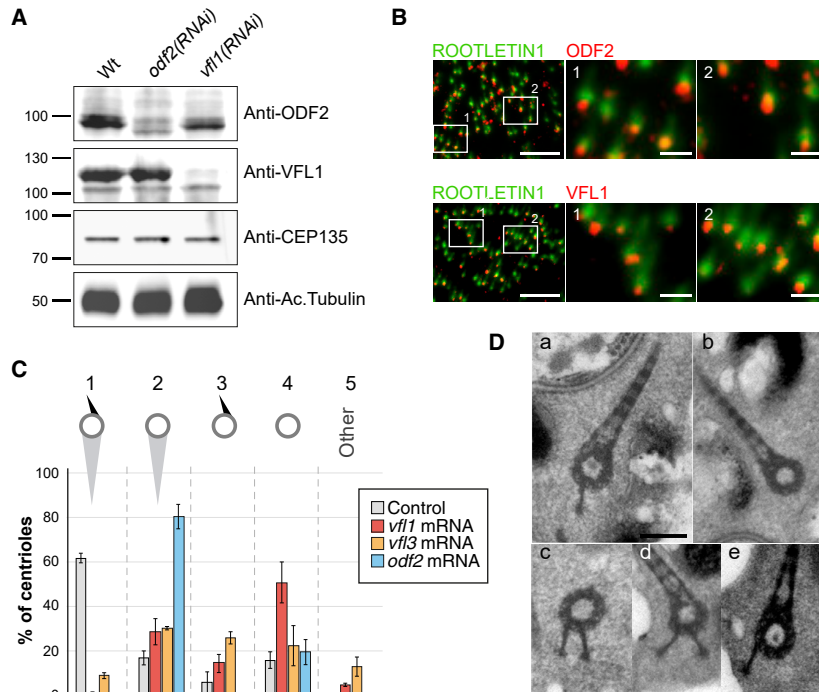 A
Wt
odf2(RNAi)
vfl1(RNAi)
100
Anti-ODF2
130
100
Anti-VFL1
100
70
Anti-CEP135
50
Anti-Ac.Tubulin
B
ROOTLETIN1 ODF2
1
2
1
2
ROOTLETIN1 VFL1
1
2
1
2
C
1 2 3 4 5
Other
% of centrioles
100
80
60
40
20
Control
vfl1 mRNA
vfl3 mRNA
odf2 mRNA
D
a
b
c
d
e